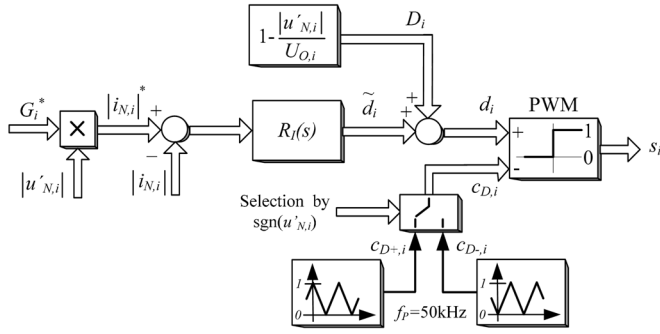 1- |u'N,i| / UO,i
Di
Gi*
×
|iN,i|*
+
−
|iN,i|
|u'N,i|
RI(s)
d̃i
+
+
di
PWM
+
-
1
0
si
cD,i
Selection by
sgn(u'N,i)
cD+,i
cD-,i
1
0
fP=50kHz
1
0